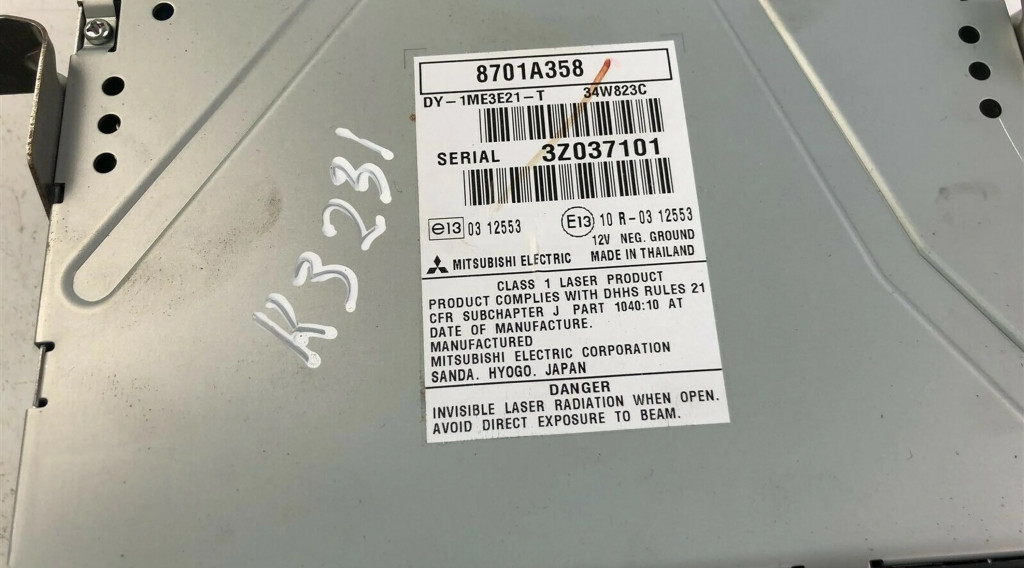 8701A358
DY-1ME3E21-T 34W823C
SERIAL 3Z037101
e13 03 12553
E13 10 R-03 12553
12V NEG. GROUND
MITSUBISHI ELECTRIC MADE IN THAILAND
CLASS 1 LASER PRODUCT
PRODUCT COMPLIES WITH DHHS RULES 21
CFR SUBCHAPTER J PART 1040:10 AT
DATE OF MANUFACTURE.
MANUFACTURED
MITSUBISHI ELECTRIC CORPORATION
SANDA. HYOGO. JAPAN
DANGER
INVISIBLE LASER RADIATION WHEN OPEN.
AVOID DIRECT EXPOSURE TO BEAM.
K3231